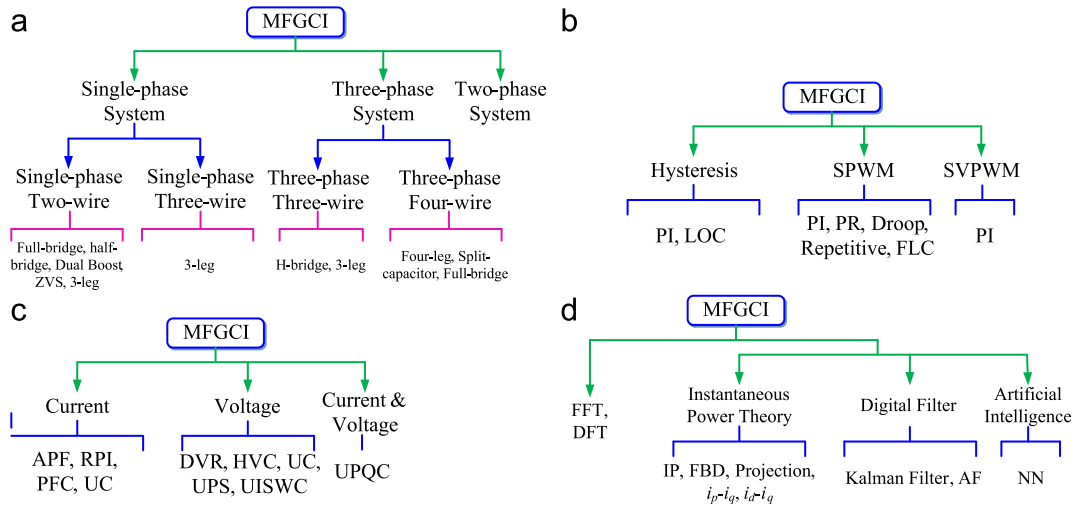 a
MFGCI
Single-phase
System
Three-phase
System
Two-phase
System
Single-phase
Two-wire
Single-phase
Three-wire
Three-phase
Three-wire
Three-phase
Four-wire
Full-bridge, half-
bridge, Dual Boost,
ZVS, 3-leg
3-leg
H-bridge, 3-leg
Four-leg, Split-
capacitor, Full-bridge
b
MFGCI
Hysteresis
SPWM
SVPWM
PI, LOC
PI, PR, Droop,
Repetitive, FLC
PI
c
MFGCI
Current
Voltage
Current &
Voltage
APF, RPI,
PFC, UC
DVR, HVC, UC,
UPS, UISWC
UPQC
d
MFGCI
FFT,
DFT
Instantaneous
Power Theory
Digital Filter
Artificial
Intelligence
IP, FBD, Projection,
ip-iq, id-iq
Kalman Filter, AF
NN